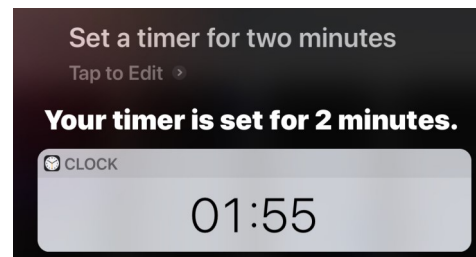 Set a timer for two minutes
Tap to Edit
Your timer is set for 2 minutes.
CLOCK
01:55